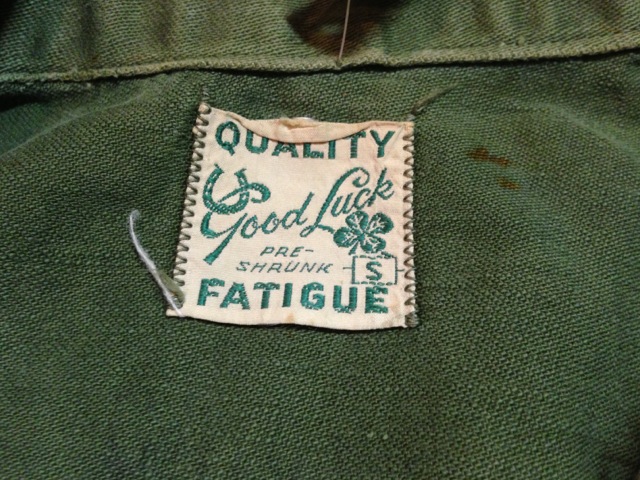 QUALITY
Good Luck
PRE-
SHRUNK
S
FATIGUE